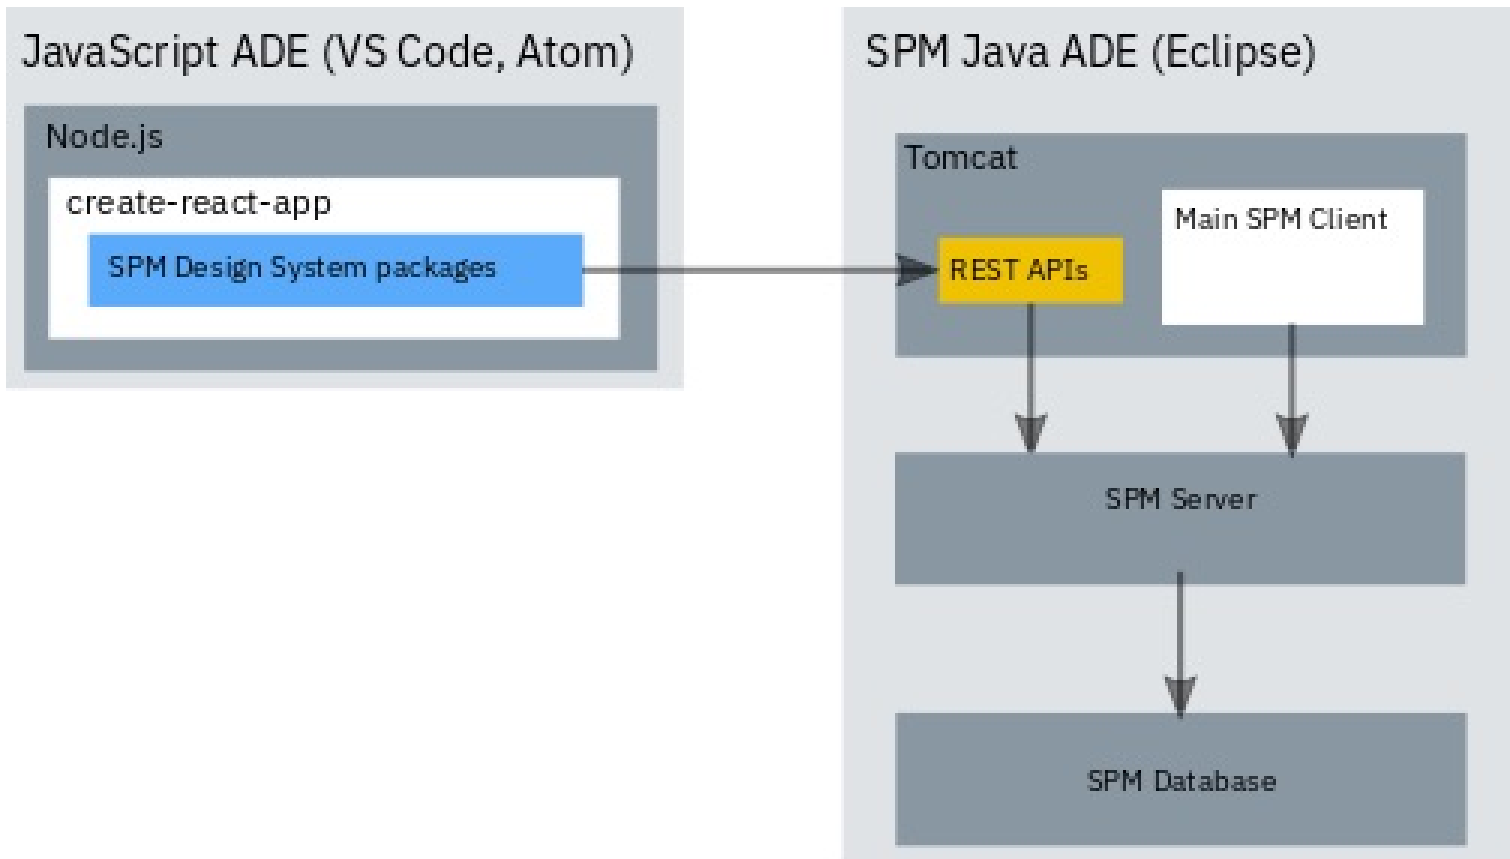 JavaScript ADE (VS Code, Atom)
Node.js
create-react-app
SPM Design System packages
SPM Java ADE (Eclipse)
Tomcat
Main SPM Client
REST APIs
SPM Server
SPM Database